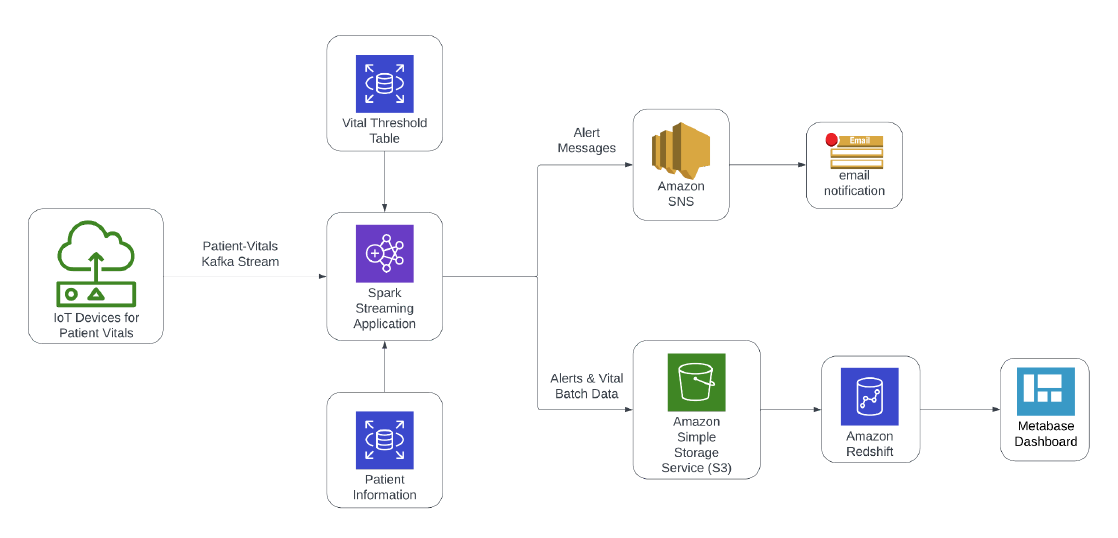 Vital Threshold
Table
Alert
Messages
Amazon
SNS
Email
email
notification
Patient-Vitals
Kafka Stream
IoT Devices for
Patient Vitals
Spark
Streaming
Application
Alerts & Vital
Batch Data
Amazon
Simple
Storage
Service (S3)
Amazon
Redshift
Metabase
Dashboard
Patient
Information